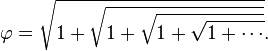 φ = √(1 + √(1 + √(1 + √(1 + ···)))).